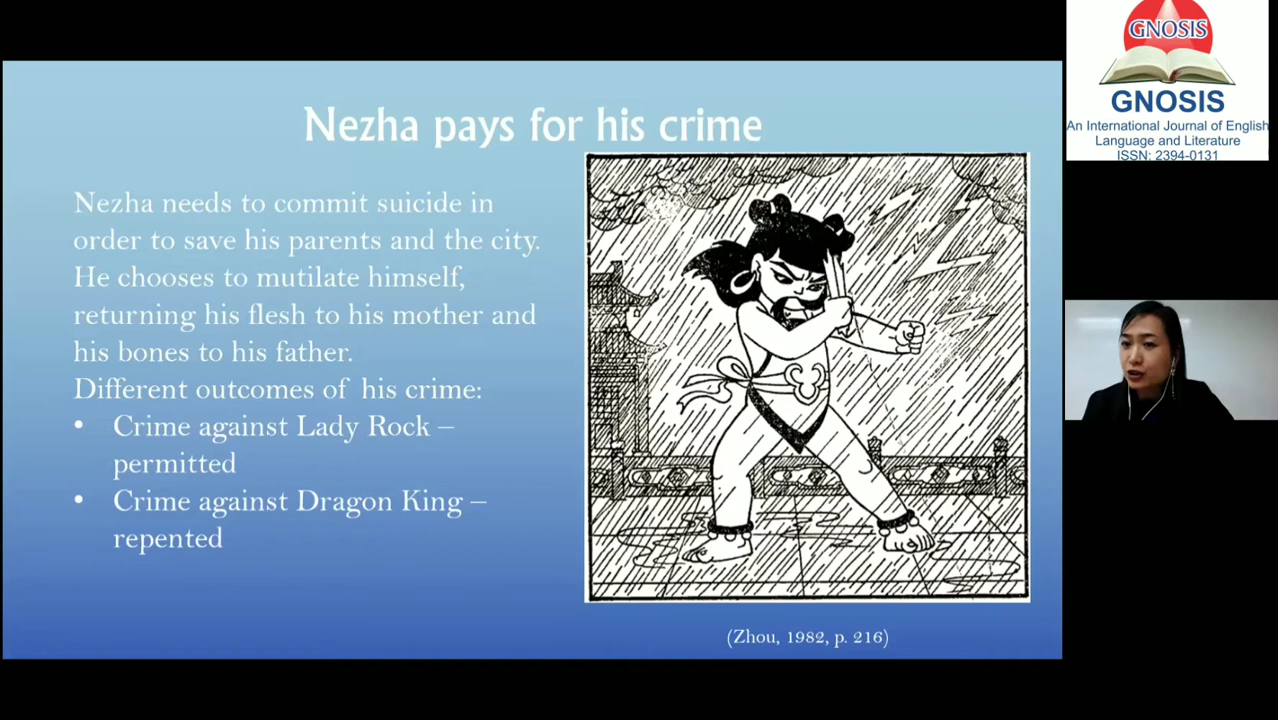 Nezha pays for his crime
Nezha needs to commit suicide in
order to save his parents and the city.
He chooses to mutilate himself,
returning his flesh to his mother and
his bones to his father.
Different outcomes of his crime:
• Crime against Lady Rock –
permitted
• Crime against Dragon King –
repented
(Zhou, 1982, p. 216)
GNOSIS
GNOSIS
An International Journal of English
Language and Literature
ISSN: 2394-0131